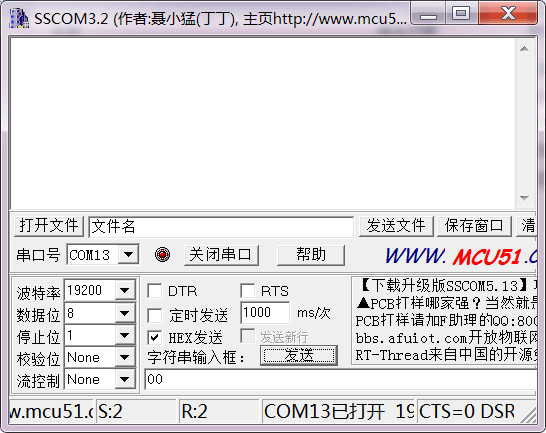 SSCOM3.2 (作者:聂小猛(丁丁), 主页http://www.mcu5...
打开文件 文件名 发送文件 保存窗口 清
串口号 COM13 关闭串口 帮助 WWW. MCU51.c
波特率 19200 DTR RTS 【下载升级版SSCOM5.13】
数据位 8 定时发送 1000 ms/次 ▲PCB打样哪家强？当然就是
停止位 1 HEX发送 发送新行 PCB打样请加F助理的QQ:800
校验位 None 字符串输入框: 发送 bbs.afuiot.com开放物联网
流控制 None 00 RT-Thread来自中国的开源
w.mcu51.c S:2 R:2 COM13已打开 19 CTS=0 DSR